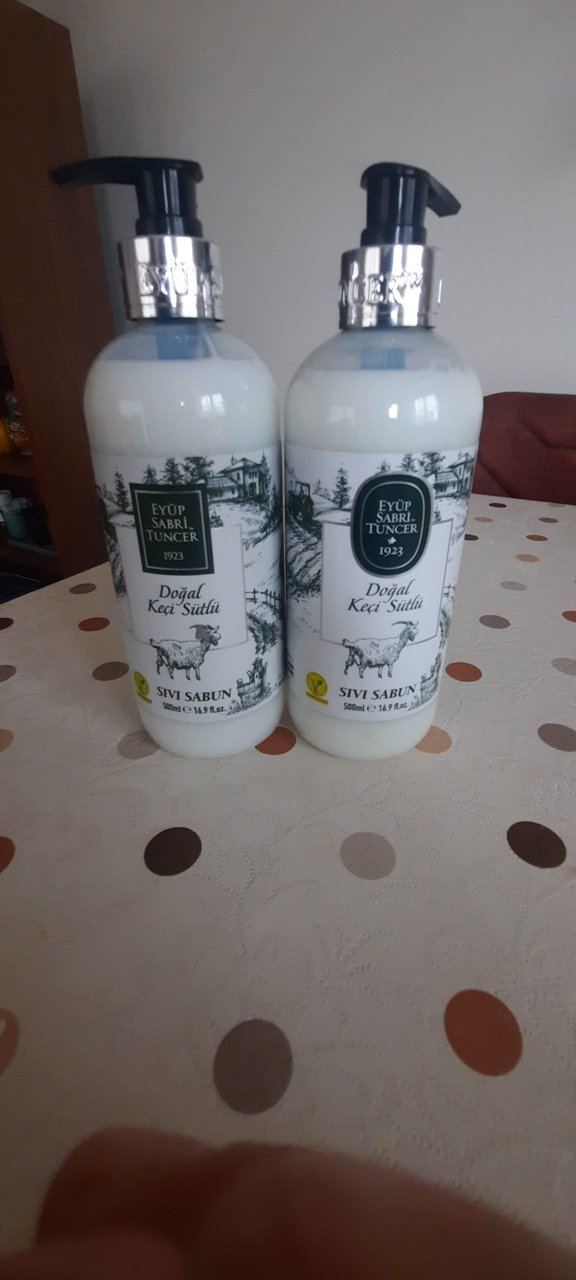 EYÜP
SABRİ
TUNCER
1923
Doğal
Keçi Sütlü
SIVI SABUN
500ml e 16.9 fl.oz.
EYÜP
SABRİ
TUNCER
1923
Doğal
Keçi Sütlü
SIVI SABUN
500ml e 16.9 fl.oz.